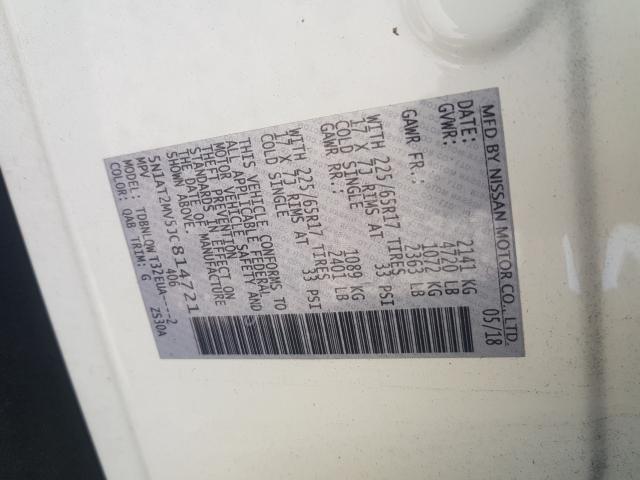 MFD BY NISSAN MOTOR CO., LTD.
DATE: 05/18
GVWR: 2141 KG
4720 LB
GAWR FR.: 1072 KG
2363 LB
WITH 225/65R17 TIRES
17 X 7J RIMS AT 33 PSI
COLD SINGLE
GAWR RR.: 1089 KG
2401 LB
WITH 225/65R17 TIRES
17 X 7J RIMS AT 33 PSI
COLD SINGLE
THIS VEHICLE CONFORMS TO
ALL APPLICABLE FEDERAL
MOTOR VEHICLE SAFETY AND
THEFT PREVENTION
STANDARDS IN EFFECT ON
THE DATE OF MANUFACTURE
SHOWN ABOVE.
406
5N1AT2MV5JC814721
MPV
MODEL: TDBNLQW T32EUA---2
COLOR: QAB TRIM: G ZS30A